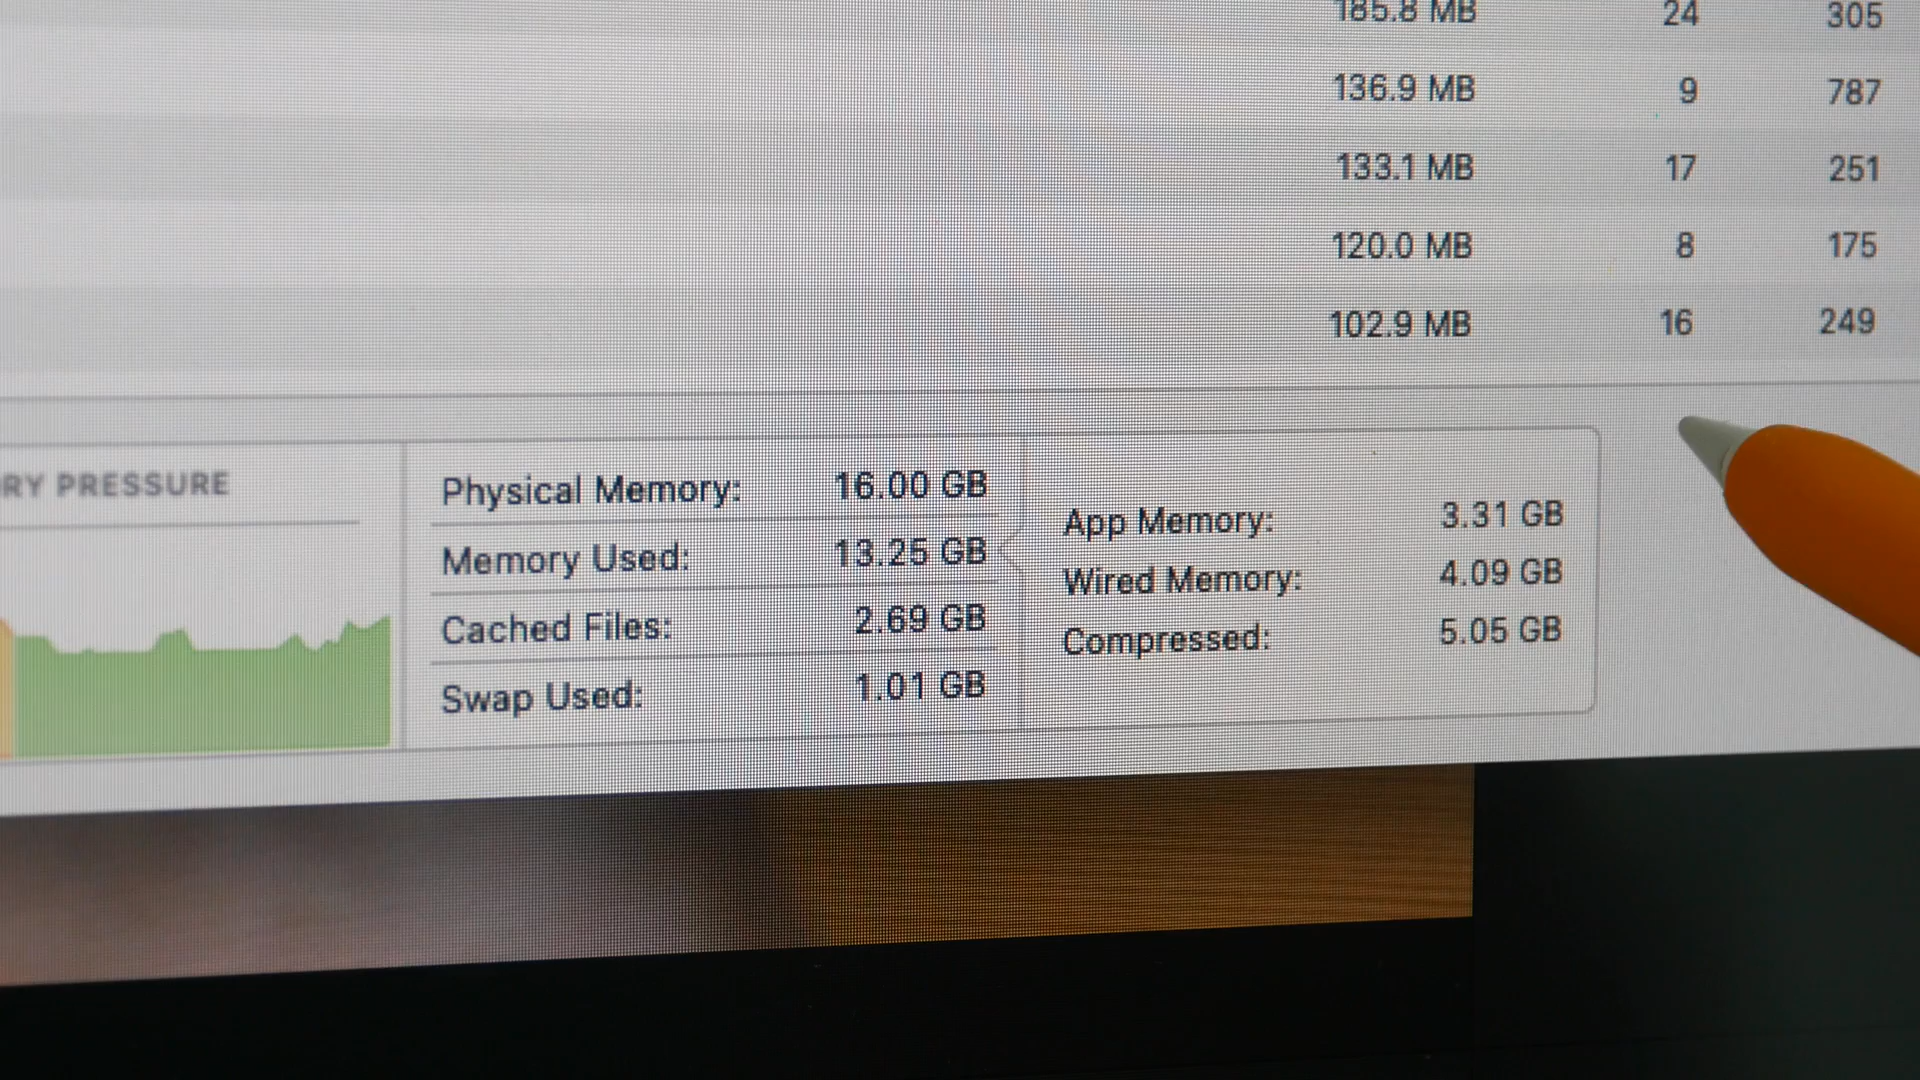 185.8 MB 24 305
136.9 MB 9 787
133.1 MB 17 251
120.0 MB 8 175
102.9 MB 16 249
RY PRESSURE
Physical Memory: 16.00 GB
Memory Used: 13.25 GB
Cached Files: 2.69 GB
Swap Used: 1.01 GB
App Memory: 3.31 GB
Wired Memory: 4.09 GB
Compressed: 5.05 GB